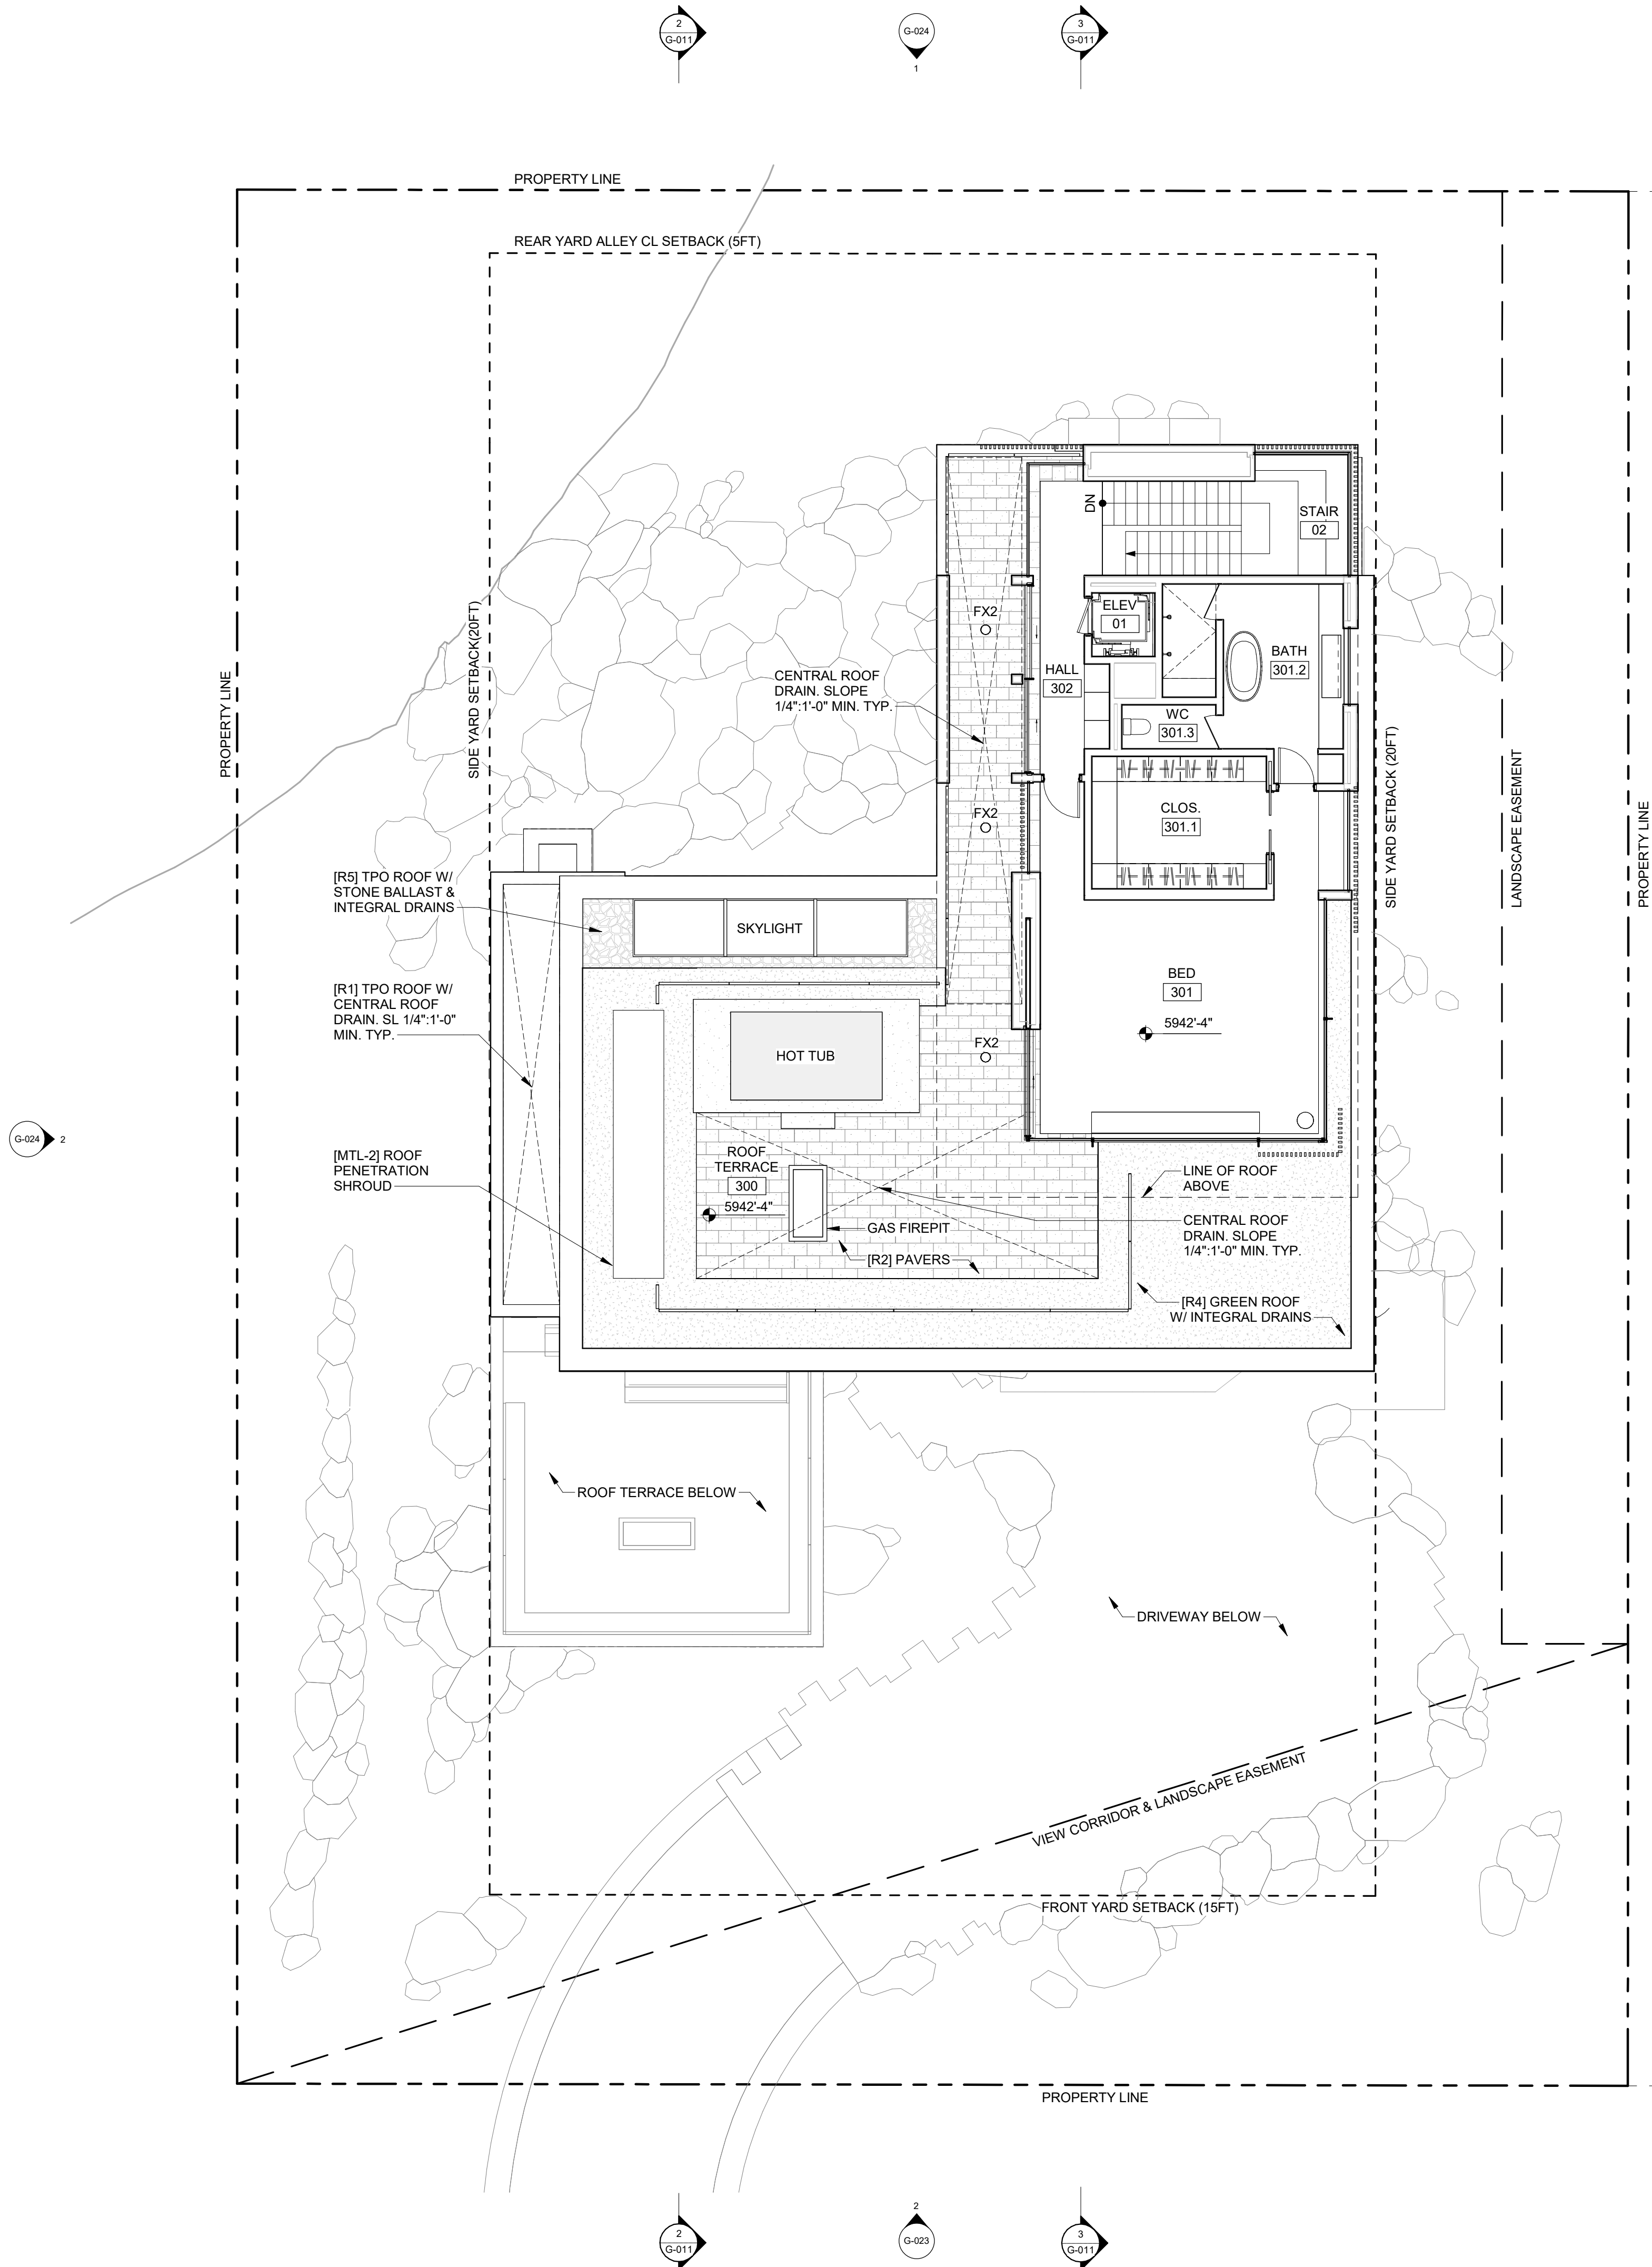 2
G-011
G-024
1
3
G-011
PROPERTY LINE
REAR YARD ALLEY CL SETBACK (5FT)
DN
STAIR
02
ELEV
01
FX2
BATH
301.2
HALL
302
CENTRAL ROOF
DRAIN. SLOPE
1/4":1'-0" MIN. TYP.
WC
301.3
SIDE YARD SETBACK(20FT)
PROPERTY LINE
SIDE YARD SETBACK (20FT)
LANDSCAPE EASEMENT
PROPERTY LINE
FX2
CLOS.
301.1
[R5] TPO ROOF W/
STONE BALLAST &
INTEGRAL DRAINS
SKYLIGHT
BED
301
5942'-4"
[R1] TPO ROOF W/
CENTRAL ROOF
DRAIN. SL 1/4":1'-0"
MIN. TYP.
HOT TUB
FX2
G-024
2
[MTL-2] ROOF
PENETRATION
SHROUD
ROOF
TERRACE
300
5942'-4"
LINE OF ROOF
ABOVE
GAS FIREPIT
CENTRAL ROOF
DRAIN. SLOPE
1/4":1'-0" MIN. TYP.
[R2] PAVERS
[R4] GREEN ROOF
W/ INTEGRAL DRAINS
ROOF TERRACE BELOW
DRIVEWAY BELOW
VIEW CORRIDOR & LANDSCAPE EASEMENT
FRONT YARD SETBACK (15FT)
PROPERTY LINE
2
G-011
2
G-023
3
G-011